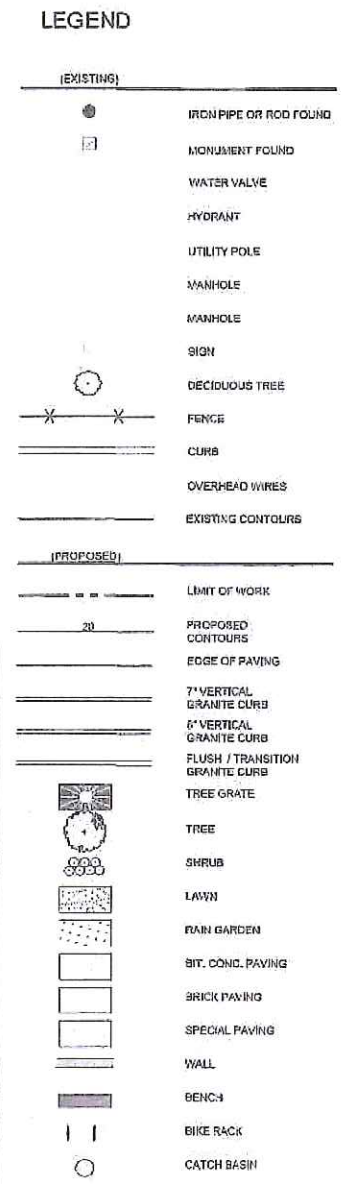 LEGEND
(EXISTING)
IRON PIPE OR ROD FOUND
MONUMENT FOUND
WATER VALVE
HYDRANT
UTILITY POLE
MANHOLE
MANHOLE
SIGN
DECIDUOUS TREE
FENCE
CURB
OVERHEAD WIRES
EXISTING CONTOURS
(PROPOSED)
LIMIT OF WORK
20
PROPOSED
CONTOURS
EDGE OF PAVING
7" VERTICAL
GRANITE CURB
6" VERTICAL
GRANITE CURB
FLUSH / TRANSITION
GRANITE CURB
TREE GRATE
TREE
SHRUB
LAWN
RAIN GARDEN
BIT. CONC. PAVING
BRICK PAVING
SPECIAL PAVING
WALL
BENCH
BIKE RACK
CATCH BASIN